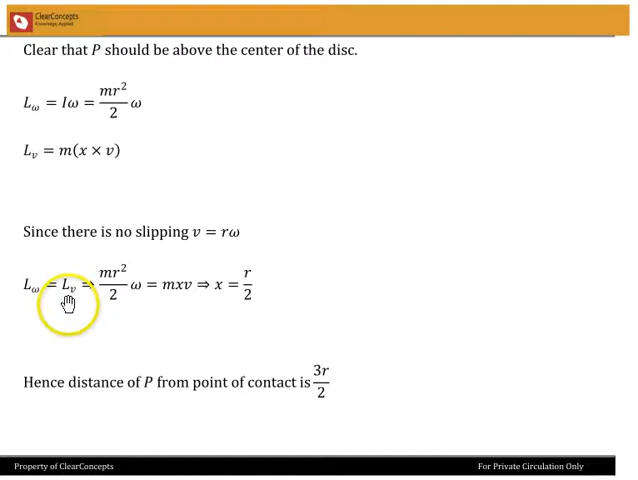 ClearConcepts
Knowledge, Applied
Clear that P should be above the center of the disc.
L_ω = Iω = mr²/2 ω
L_v = m(x × v)
Since there is no slipping v = rω
L_ω = L_v ⇒ mr²/2 ω = mxv ⇒ x = r/2
Hence distance of P from point of contact is 3r/2
Property of ClearConcepts
For Private Circulation Only